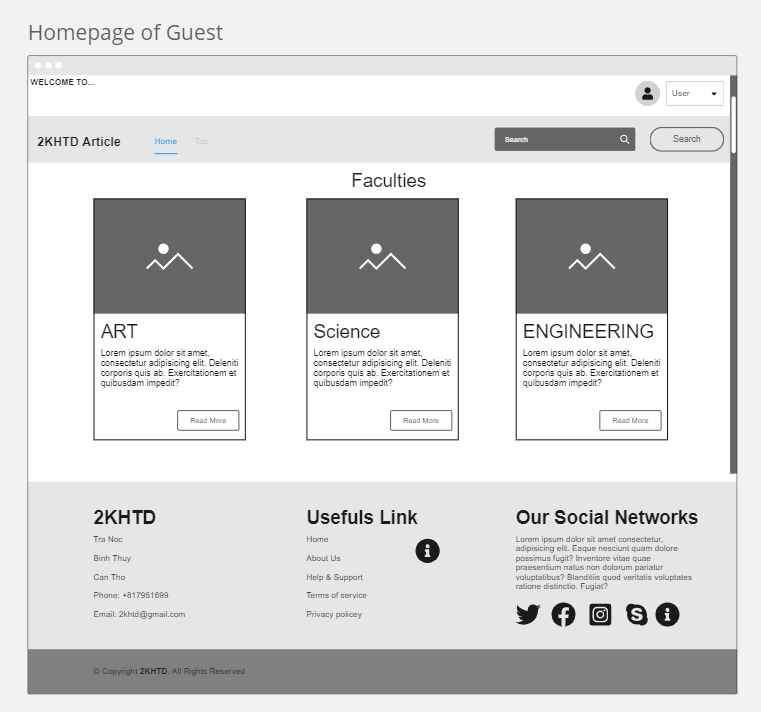 Homepage of Guest
WELCOME TO...
User
2KHTD Article
Home
Tab
Search
Search
Faculties
ART
Lorem ipsum dolor sit amet,
consectetur adipisicing elit. Deleniti
corporis quis ab. Exercitationem et
quibusdam impedit?
Read More
Science
Lorem ipsum dolor sit amet,
consectetur adipisicing elit. Deleniti
corporis quis ab. Exercitationem et
quibusdam impedit?
Read More
ENGINEERING
Lorem ipsum dolor sit amet,
consectetur adipisicing elit. Deleniti
corporis quis ab. Exercitationem et
quibusdam impedit?
Read More
2KHTD
Tra Noc
Binh Thuy
Can Tho
Phone: +817951699
Email: 2khtd@gmail.com
Usefuls Link
Home
About Us
Help & Support
Terms of service
Privacy policey
Our Social Networks
Lorem ipsum dolor sit amet consectetur,
adipisicing elit. Eaque nesciunt quam dolore
possimus fugit? Inventore vitae quae
praesentium natus non dolorum pariatur
voluptatibus? Blanditiis quod veritatis voluptates
ratione distinctio. Fugiat?
© Copyright 2KHTD. All Rights Reserved